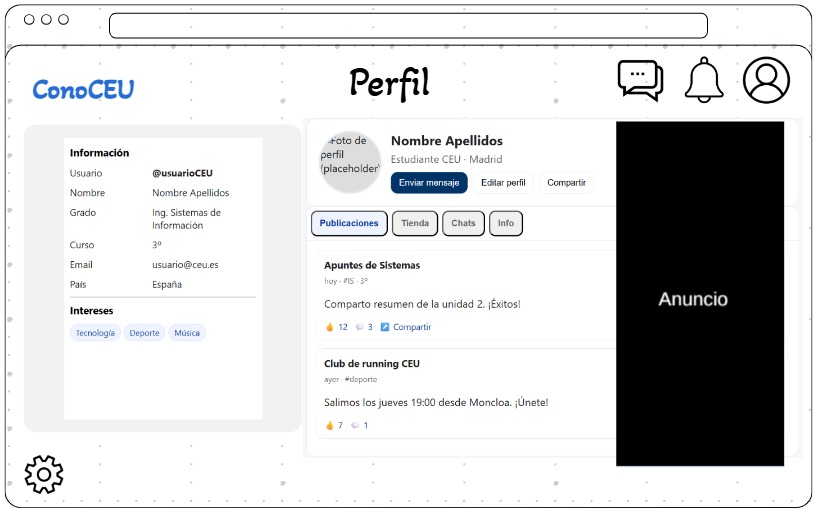 ConoCEU
Perfil
Información
Usuario @usuarioCEU
Nombre Nombre Apellidos
Grado Ing. Sistemas de
Información
Curso 3º
Email usuario@ceu.es
País España
Intereses
Tecnología Deporte Música
Foto de
perfil
(placeholder
Nombre Apellidos
Estudiante CEU · Madrid
Enviar mensaje Editar perfil Compartir
Publicaciones Tienda Chats Info
Apuntes de Sistemas
hoy · #IS · 3º
Comparto resumen de la unidad 2. ¡Éxitos!
12 3 Compartir
Club de running CEU
ayer · #deporte
Salimos los jueves 19:00 desde Moncloa. ¡Únete!
7 1
Anuncio